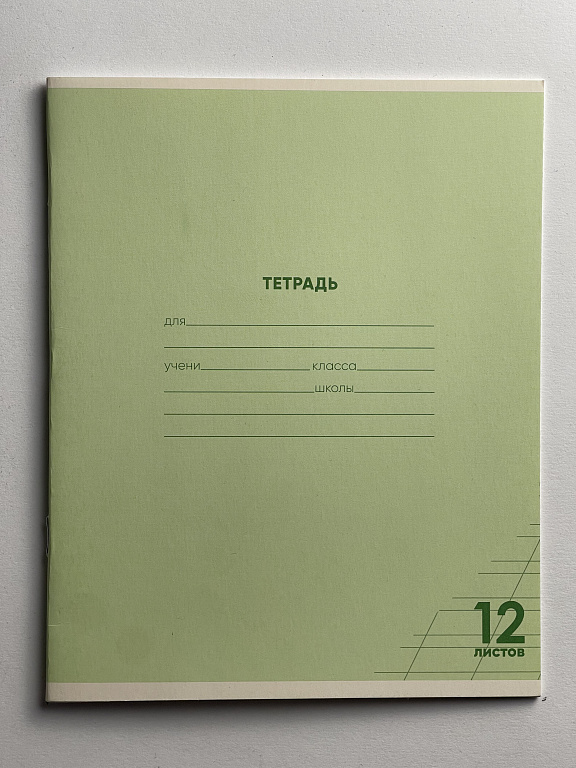 ТЕТРАДЬ
для
учени класса
школы
12
ЛИСТОВ